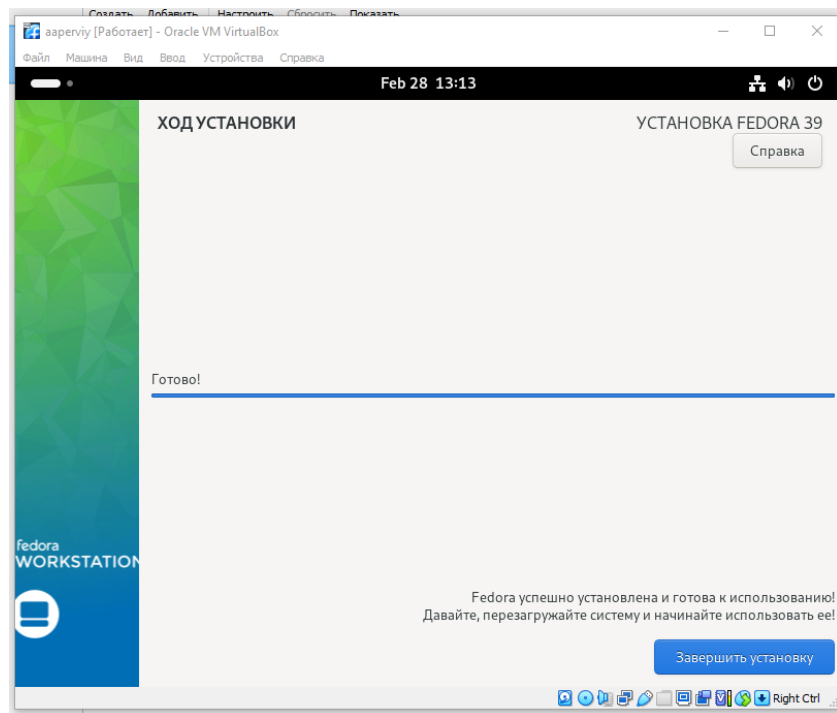 Создать Добавить Настроить Сбросить Показать
aaperviy [Работает] - Oracle VM VirtualBox
Файл Машина Вид Ввод Устройства Справка
Feb 28 13:13
ХОД УСТАНОВКИ
УСТАНОВКА FEDORA 39
Справка
Готово!
fedora
WORKSTATION
Fedora успешно установлена и готова к использованию!
Давайте, перезагружайте систему и начинайте использовать ее!
Завершить установку
Right Ctrl